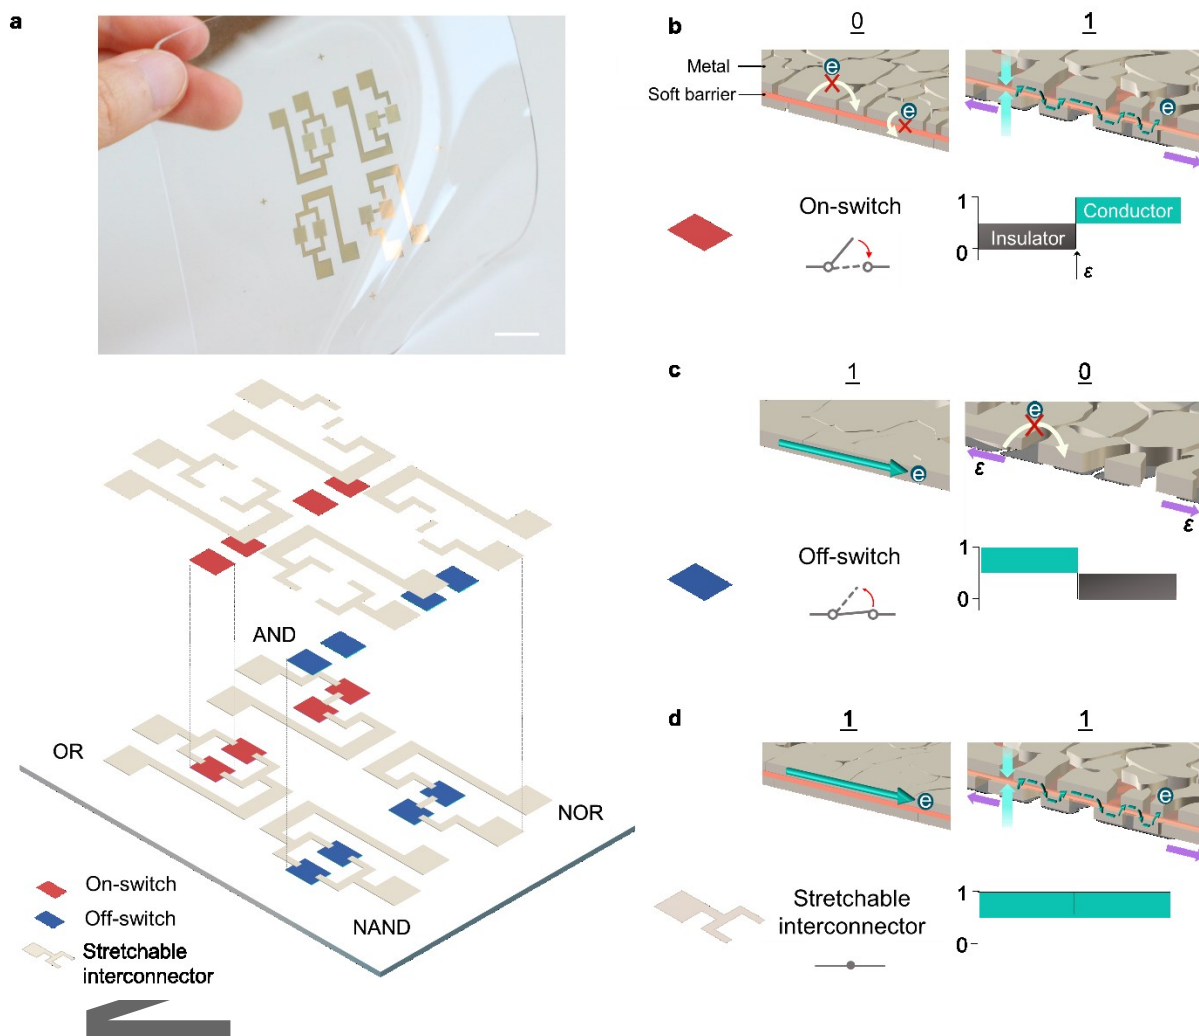 a
AND
OR
NOR
NAND
On-switch
Off-switch
Stretchable
interconnector
b
0
1
Metal
Soft barrier
e
e
e
On-switch
1
0
Insulator
Conductor
ε
c
1
0
e
e
ε
ε
Off-switch
1
0
d
1
1
e
e
Stretchable
interconnector
1
0